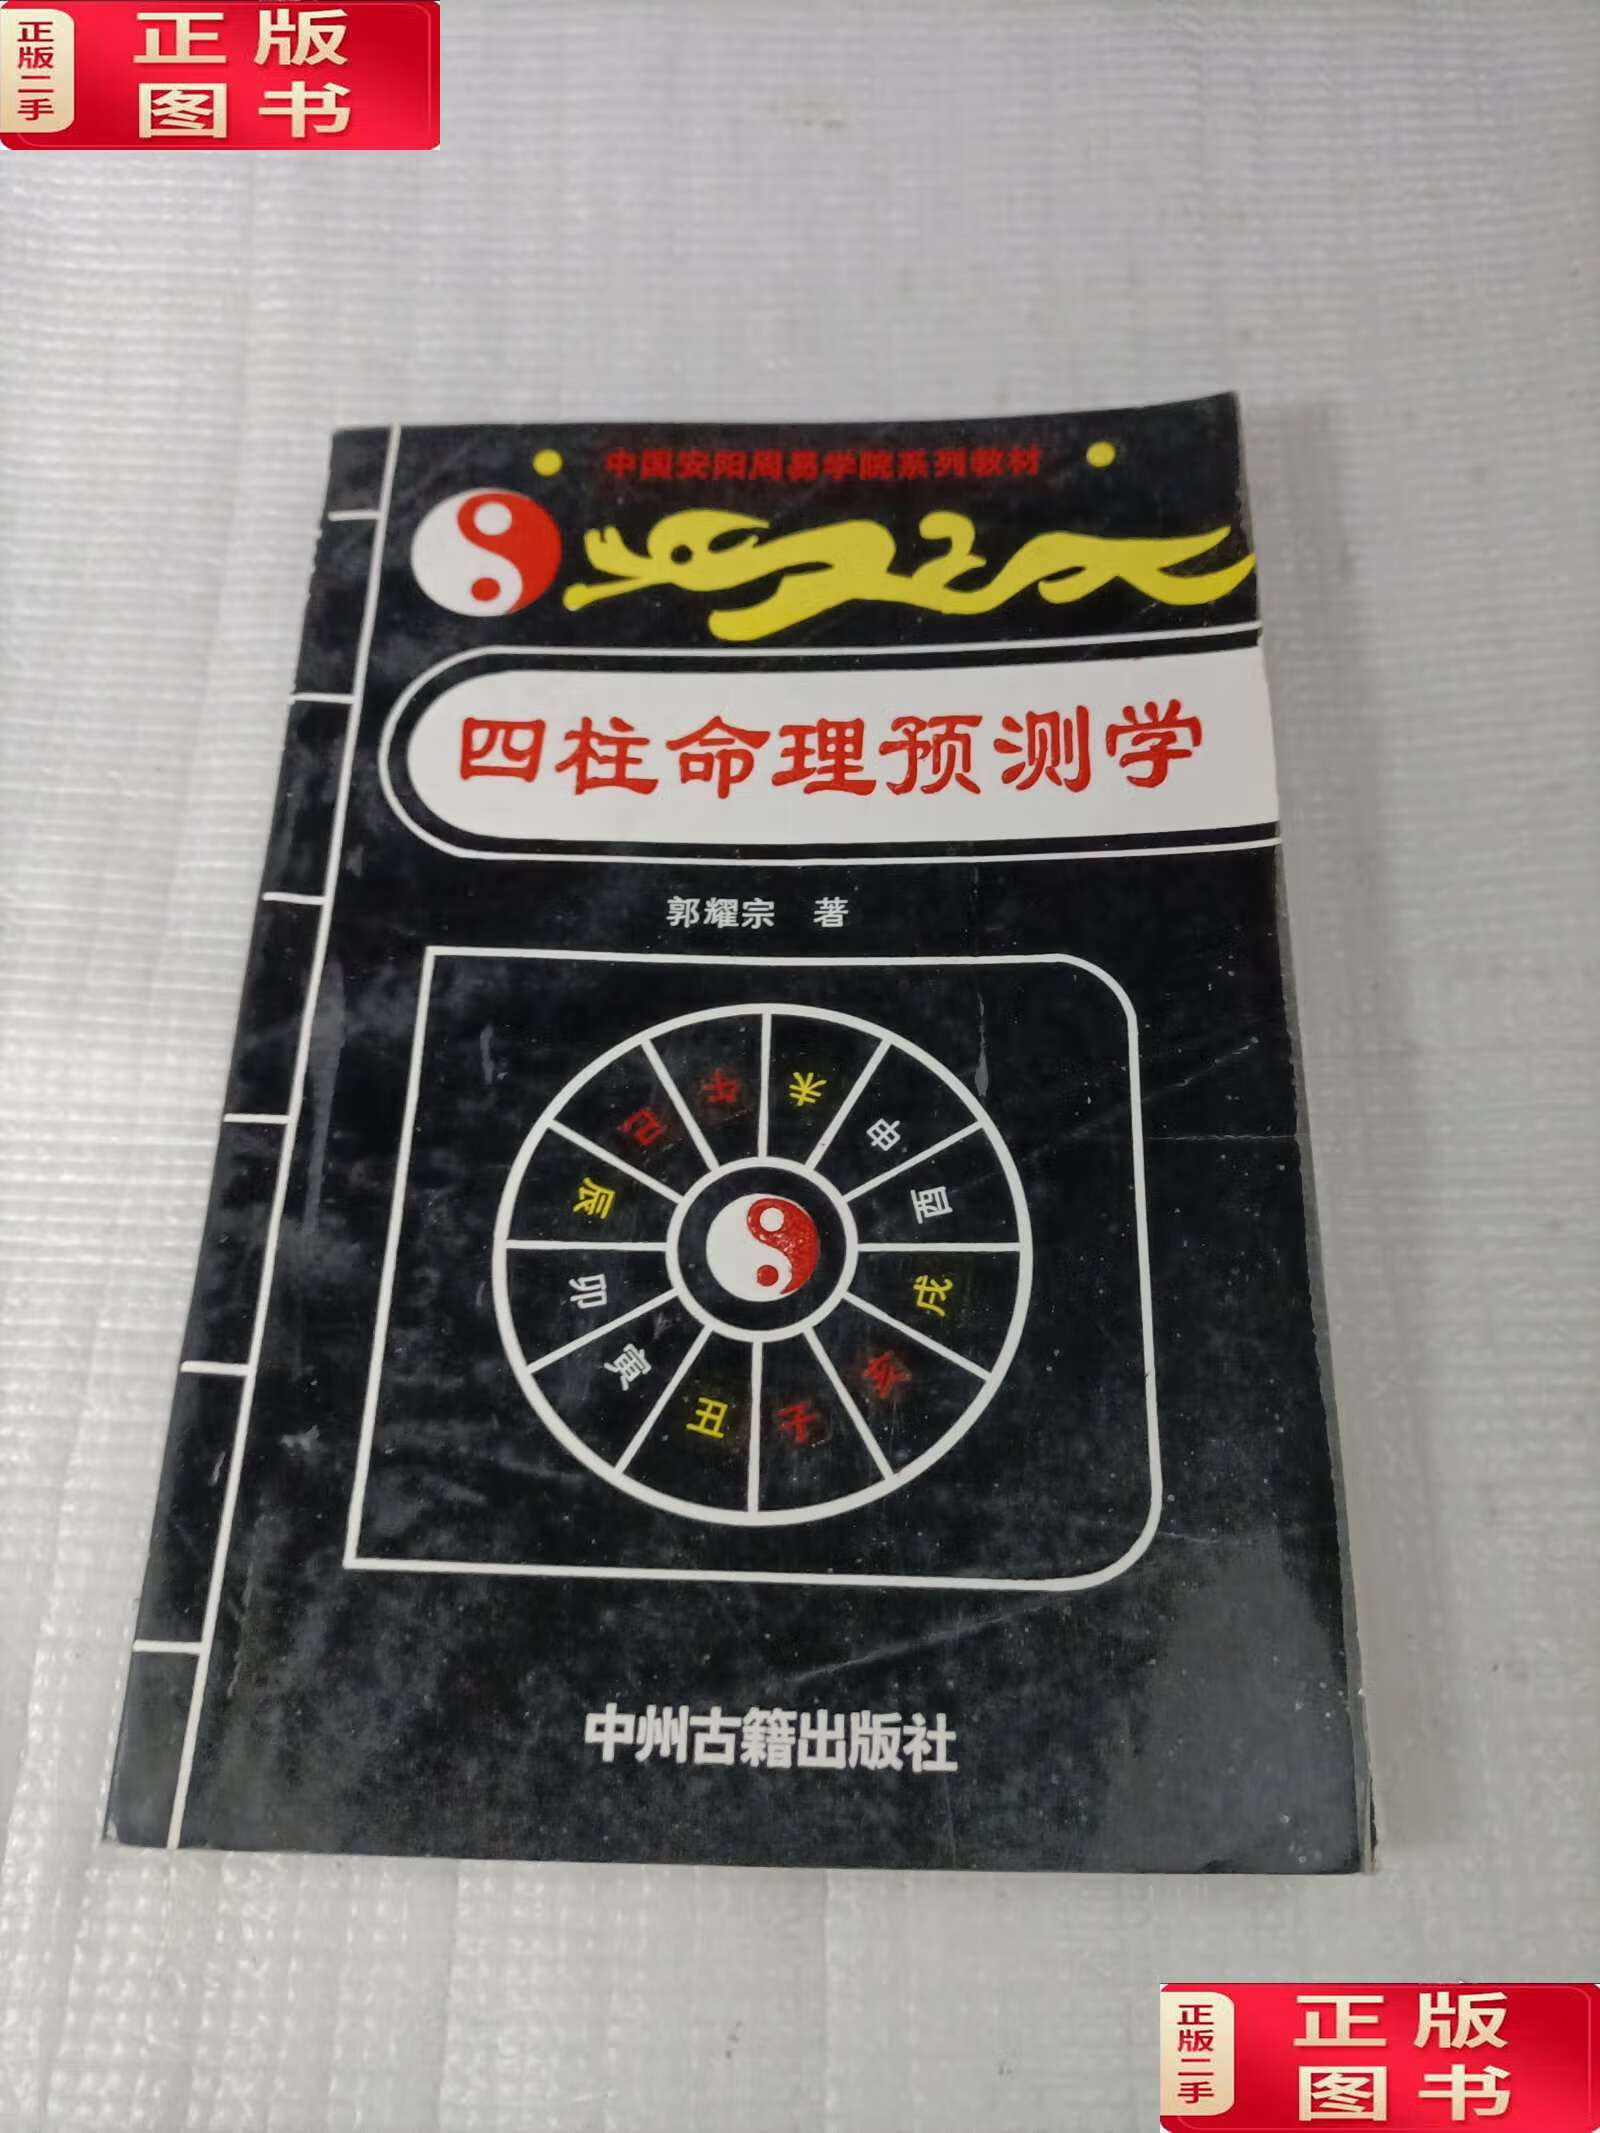 正版二手
正版
图书
中国安阳周易学院系列教材
四柱命理预测学
郭耀宗 著
午
未
巳
申
辰
酉
卯
戌
寅
亥
丑
子
中州古籍出版社
正版二手
正版
图书